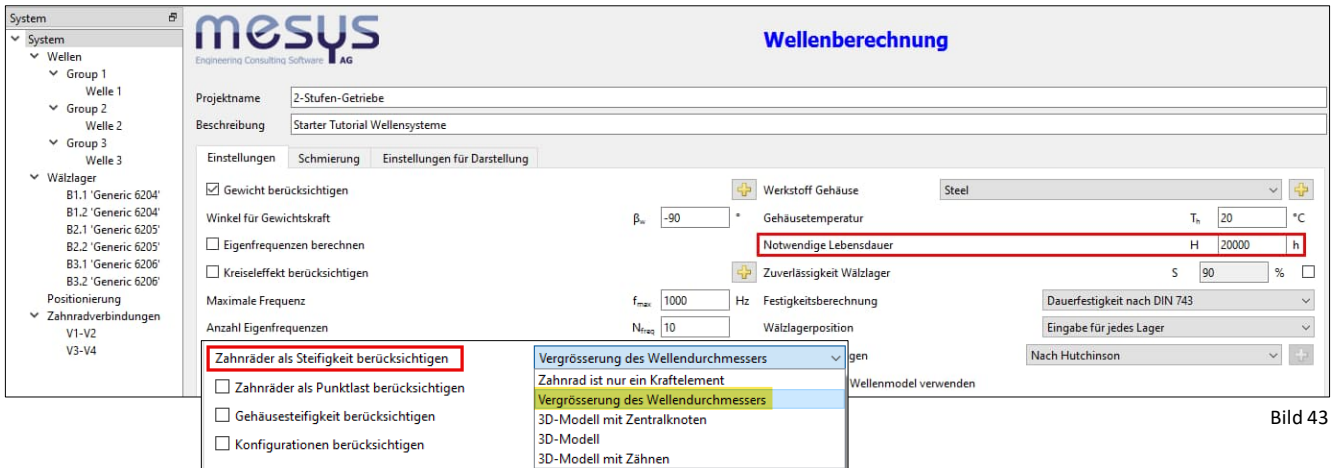 System
System
Wellen
Group 1
Welle 1
Group 2
Welle 2
Group 3
Welle 3
Wälzlager
B1.1 'Generic 6204'
B1.2 'Generic 6204'
B2.1 'Generic 6205'
B2.2 'Generic 6205'
B3.1 'Generic 6206'
B3.2 'Generic 6206'
Positionierung
Zahnradverbindungen
V1-V2
V3-V4
mesys
Engineering Consulting Software AG
Wellenberechnung
Projektname 2-Stufen-Getriebe
Beschreibung Starter Tutorial Wellensysteme
Einstellungen Schmierung Einstellungen für Darstellung
Gewicht berücksichtigen Werkstoff Gehäuse Steel
Winkel für Gewichtskraft βw -90 ° Gehäusetemperatur Th 20 °C
Eigenfrequenzen berechnen Notwendige Lebensdauer H 20000 h
Kreiseleffekt berücksichtigen Zuverlässigkeit Wälzlager S 90 %
Maximale Frequenz fmax 1000 Hz Festigkeitsberechnung Dauerfestigkeit nach DIN 743
Anzahl Eigenfrequenzen Nfreq 10 Wälzlagerposition Eingabe für jedes Lager
Zahnräder als Steifigkeit berücksichtigen Vergrösserung des Wellendurchmessers gen Nach Hutchinson
Zahnräder als Punktlast berücksichtigen Zahnrad ist nur ein Kraftelement Wellenmodel verwenden
Vergrösserung des Wellendurchmessers
Gehäusesteifigkeit berücksichtigen 3D-Modell mit Zentralknoten
Konfigurationen berücksichtigen 3D-Modell
3D-Modell mit Zähnen
Bild 43